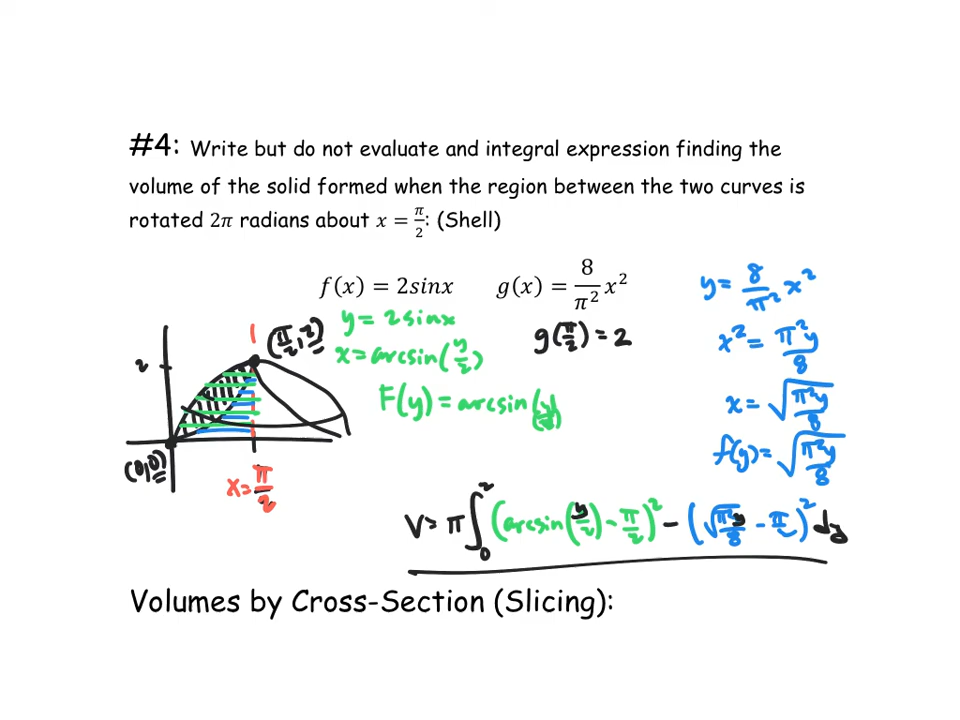 #4: Write but do not evaluate and integral expression finding the
volume of the solid formed when the region between the two curves is
rotated 2π radians about x = π/2: (Shell)
f(x) = 2sinx g(x) = 8/π² x²
y = 8/π² x²
y = 2sinx
g(π/2) = 2
x² = π²y/8
(π/2, 2)
x = arcsin(y/2)
2
F(y) = arcsin(y/2)
x = √(π²y/8)
f(y) = √(π²y/8)
(0,0)
x = π/2
V = π ∫₀² (arcsin(y/2) - π/2)² - (√(π²y/8) - π/2)² dy
Volumes by Cross-Section (Slicing):